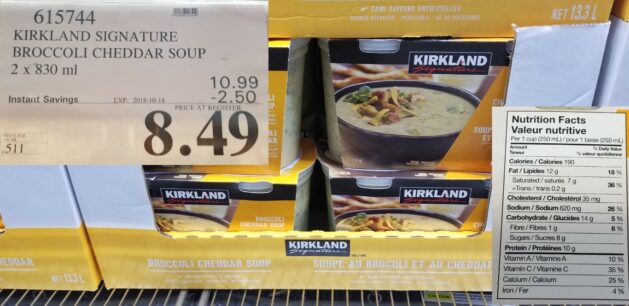 SANS SAVEUR ARTIFICIELLES
NET 13.3 L
615744
KIRKLAND SIGNATURE
BROCCOLI CHEDDAR SOUP
2 x 830 ml
10.99
Instant Savings EXP. 2018-10-14 -2.50
PRICE AT REGISTER
8.49
.511
KIRKLAND
Signature
SOUP
KIRKLAND
Signature
BROCCOLI
CHEDDAR
KIRKLAND
Signature
KIRKLAND
Signature
CHEDDAR
NET 13.3 L
BROCCOLI CHEDDAR SOUP
SOUPE AU BROCOLI ET AU CHEDDAR
Nutrition Facts
Valeur nutritive
Per 1 cup (250 mL) / pour 1 tasse (250 mL)
Amount % Daily Value
Teneur % valeur quotidienne
Calories / Calories 190
Fat / Lipides 12 g 18 %
Saturated / saturés 7 g
+Trans / trans 0.2 g 36 %
Cholesterol / Cholestérol 35 mg
Sodium / Sodium 620 mg 26 %
Carbohydrate / Glucides 14 g 5 %
Fibre / Fibres 1 g 6 %
Sugars / Sucres 8 g
Protein / Protéines 10 g
Vitamin A / Vitamine A 10 %
Vitamin C / Vitamine C 35 %
Calcium / Calcium 25 %
Iron / Fer 4 %